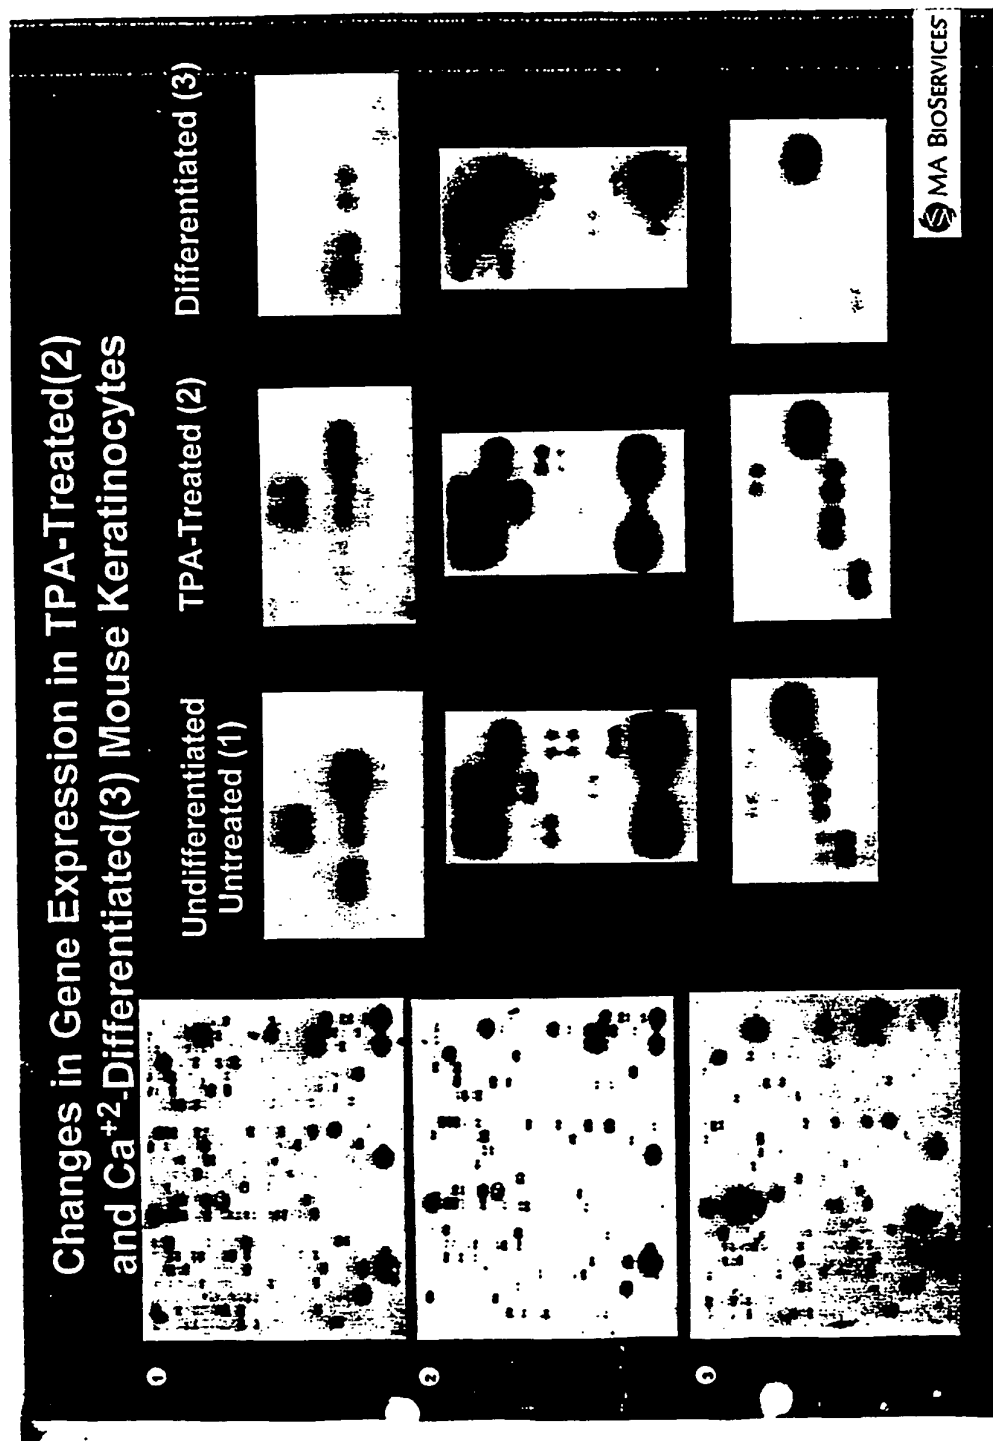 Changes in Gene Expression in TPA-Treated(2)
and Ca+2-Differentiated(3) Mouse Keratinocytes
Undifferentiated
Untreated (1)
TPA-Treated (2)
Differentiated (3)
1
2
3
MA BIOSERVICES